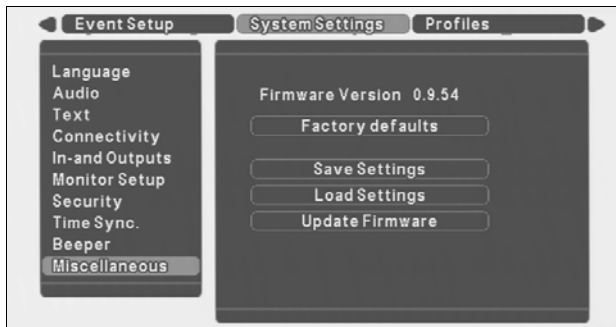 Event Setup System Settings Profiles
Language
Audio
Text
Connectivity
In-and Outputs
Monitor Setup
Security
Time Sync.
Beeper
Miscellaneous
Firmware Version 0.9.54
Factory defaults
Save Settings
Load Settings
Update Firmware